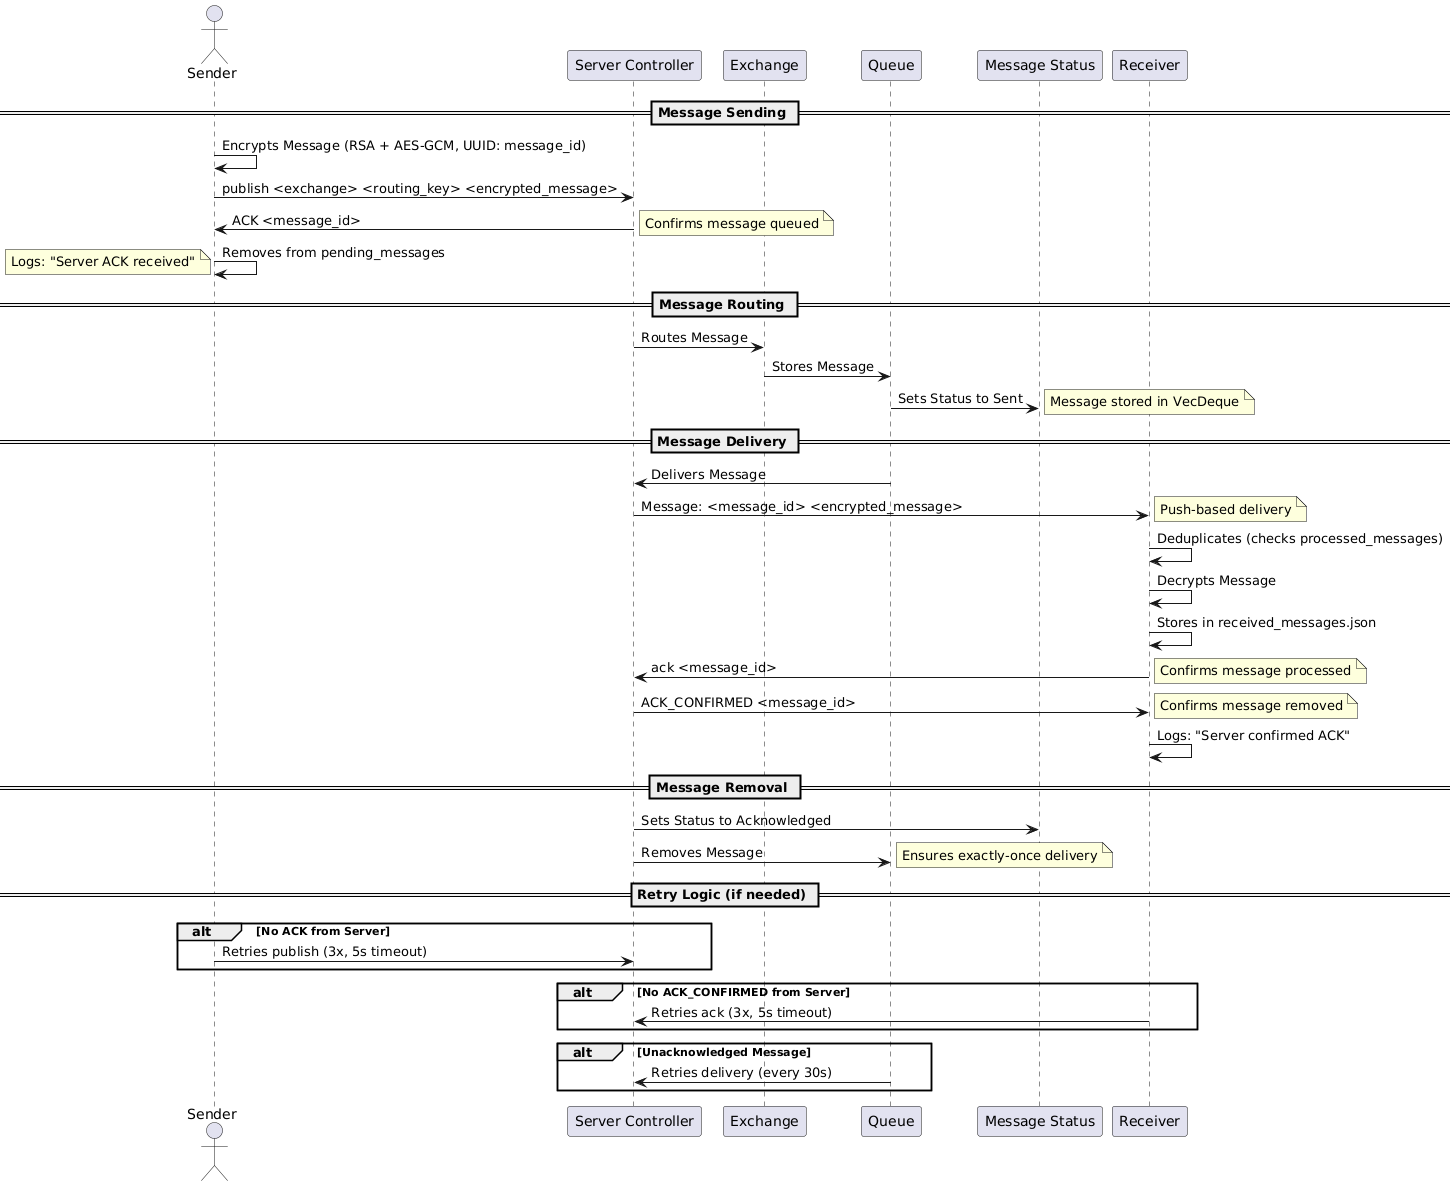 Sender
Server Controller
Exchange
Queue
Message Status
Receiver
Message Sending
Encrypts Message (RSA + AES-GCM, UUID: message_id)
publish <exchange> <routing_key> <encrypted_message>
ACK <message_id>
Confirms message queued
Logs: "Server ACK received"
Removes from pending_messages
Message Routing
Routes Message
Stores Message
Sets Status to Sent
Message stored in VecDeque
Message Delivery
Delivers Message
Message: <message_id> <encrypted_message>
Push-based delivery
Deduplicates (checks processed_messages)
Decrypts Message
Stores in received_messages.json
ack <message_id>
Confirms message processed
ACK_CONFIRMED <message_id>
Confirms message removed
Logs: "Server confirmed ACK"
Message Removal
Sets Status to Acknowledged
Removes Message
Ensures exactly-once delivery
Retry Logic (if needed)
alt
[No ACK from Server]
Retries publish (3x, 5s timeout)
alt
[No ACK_CONFIRMED from Server]
Retries ack (3x, 5s timeout)
alt
[Unacknowledged Message]
Retries delivery (every 30s)
Sender
Server Controller
Exchange
Queue
Message Status
Receiver